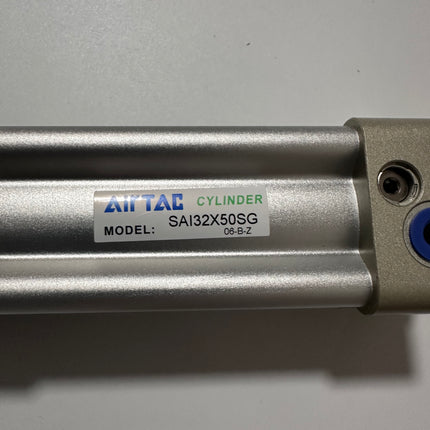 AirTAC CYLINDER
MODEL: SAI32X50SG
06-B-Z